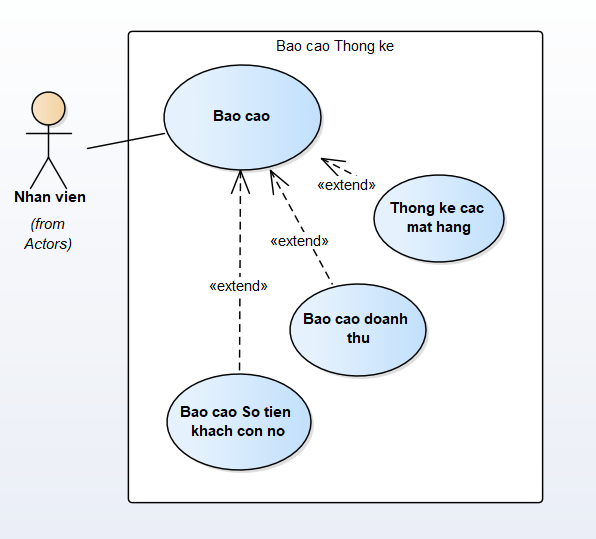 Bao cao Thong ke
Bao cao
Nhan vien
(from
Actors)
«extend»
Thong ke cac
mat hang
«extend»
«extend»
Bao cao doanh
thu
Bao cao So tien
khach con no